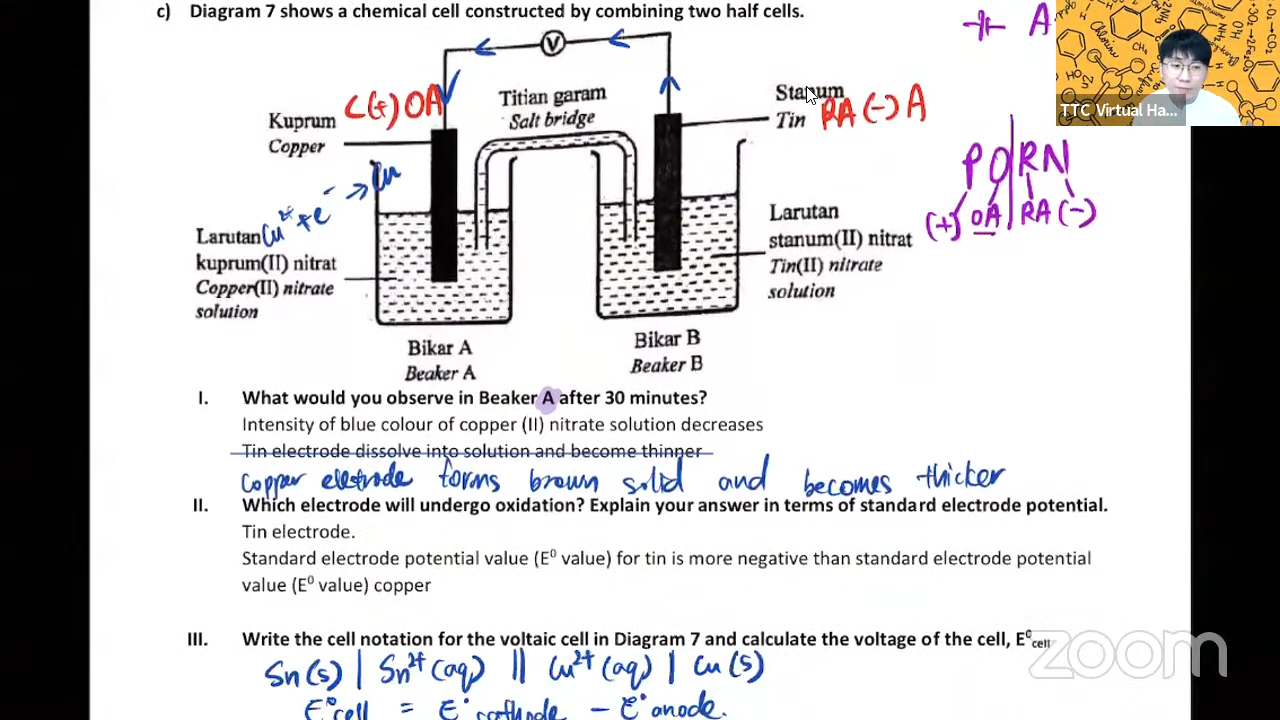 c) Diagram 7 shows a chemical cell constructed by combining two half cells.
+ A
V
TTC Virtual Ha...
Kuprum
Copper
C(+) OA
Titian garam
Salt bridge
Stanum
Tin
RA (-) A
PO|RN
(+) OA | RA (-)
Cu²⁺ + e⁻ → Cu
Larutan
kuprum(II) nitrat
Copper(II) nitrate
solution
Larutan
stanum(II) nitrat
Tin(II) nitrate
solution
Bikar A
Beaker A
Bikar B
Beaker B
I. What would you observe in Beaker A after 30 minutes?
Intensity of blue colour of copper (II) nitrate solution decreases
Tin electrode dissolve into solution and become thinner
copper electrode forms brown solid and becomes thicker
II. Which electrode will undergo oxidation? Explain your answer in terms of standard electrode potential.
Tin electrode.
Standard electrode potential value (E⁰ value) for tin is more negative than standard electrode potential
value (E⁰ value) copper
III. Write the cell notation for the voltaic cell in Diagram 7 and calculate the voltage of the cell, E⁰cell
Sn(s) | Sn²⁺(aq) || Cu²⁺(aq) | Cu(s)
E°cell = E°cathode - E°anode.
zoom